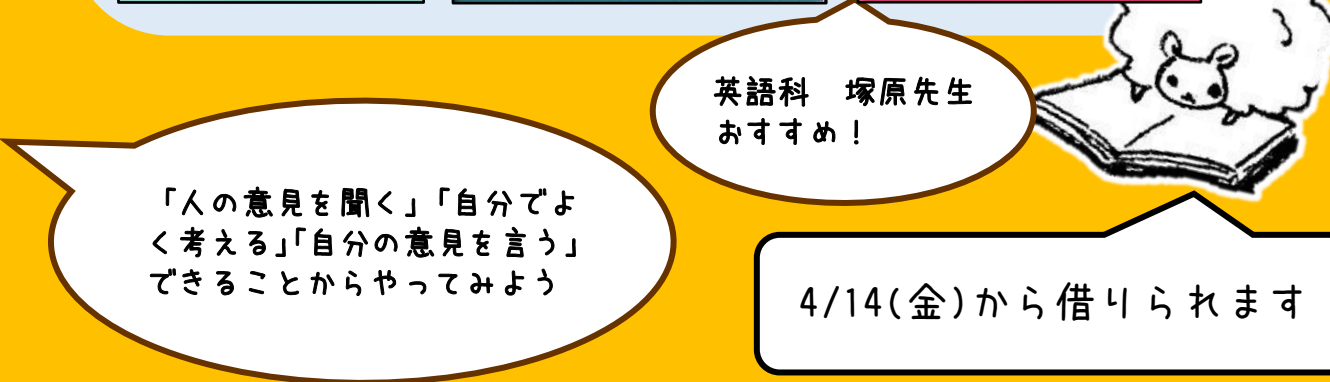 英語科　塚原先生
おすすめ！
「人の意見を聞く」「自分でよ
く考える」「自分の意見を言う」
できることからやってみよう
4/14(金)から借りられます